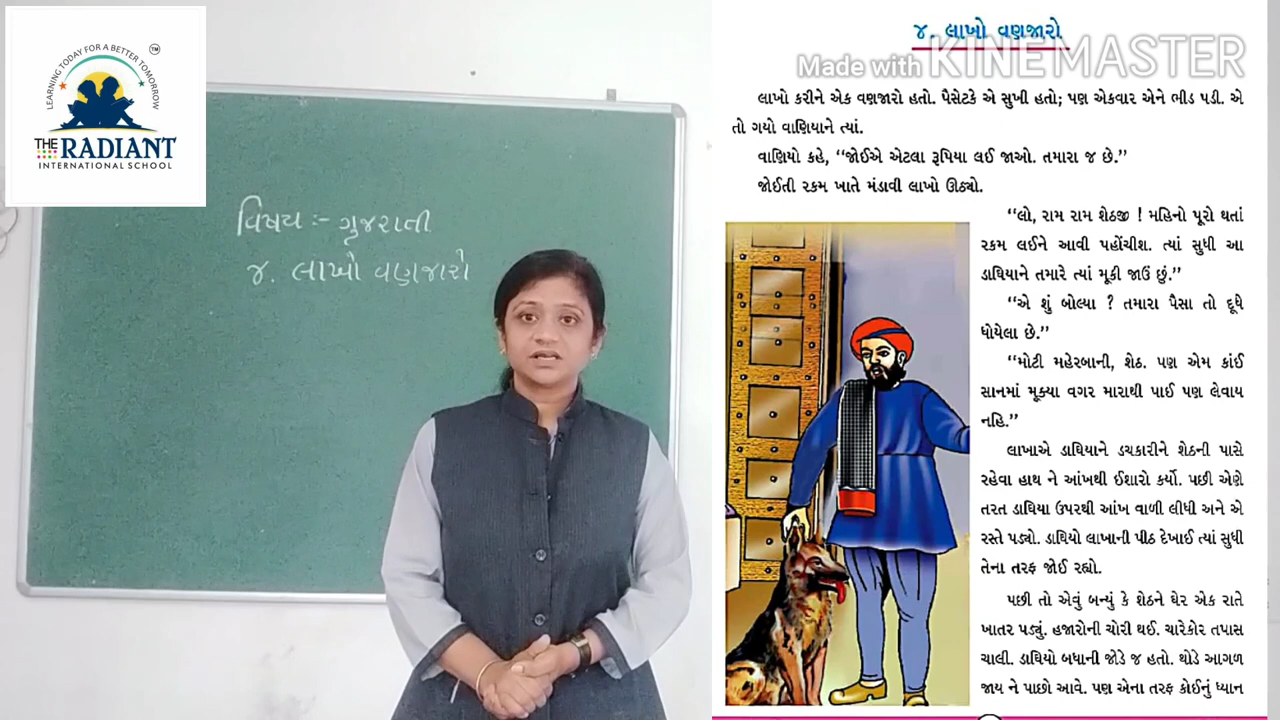 LEARNING TODAY FOR A BETTER TOMORROW
TM
THE RADIANT
INTERNATIONAL SCHOOL
વિષય :- ગુજરાતી
૪. લાખો વણજારો
૪. લાખો વણજારો
Made with KINEMASTER
લાખો કરીને એક વણજારો હતો. પૈસેટકે એ સુખી હતો; પણ એકવાર એને ભીડ પડી. એ
તો ગયો વાણિયાને ત્યાં.
વાણિયો કહે, “જોઈએ એટલા રૂપિયા લઈ જાઓ. તમારા જ છે.”
જોઈતી રકમ ખાતે મંડાવી લાખો ઊઠ્યો.
“લો, રામ રામ શેઠજી ! મહિનો પૂરો થતાં
રકમ લઈને આવી પહોંચીશ. ત્યાં સુધી આ
ડાઘિયાને તમારે ત્યાં મૂકી જાઉં છું.”
“એ શું બોલ્યા ? તમારા પૈસા તો દૂધે
ધોયેલા છે.”
“મોટી મહેરબાની, શેઠ. પણ એમ કાંઈ
સાનમાં મૂક્યા વગર મારાથી પાઈ પણ લેવાય
નહિ.”
લાખાએ ડાઘિયાને ડચકારીને શેઠની પાસે
રહેવા હાથ ને આંખથી ઈશારો કર્યો. પછી એણે
તરત ડાઘિયા ઉપરથી આંખ વાળી લીધી અને એ
રસ્તે પડ્યો. ડાઘિયો લાખાની પીઠ દેખાઈ ત્યાં સુધી
તેના તરફ જોઈ રહ્યો.
પછી તો એવું બન્યું કે શેઠને ઘેર એક રાતે
ખાતર પડ્યું. હજારોની ચોરી થઈ. ચારેકોર તપાસ
ચાલી. ડાઘિયો બધાની જોડે જ હતો. થોડે આગળ
જાય ને પાછો આવે. પણ એના તરફ કોઈનું ધ્યાન